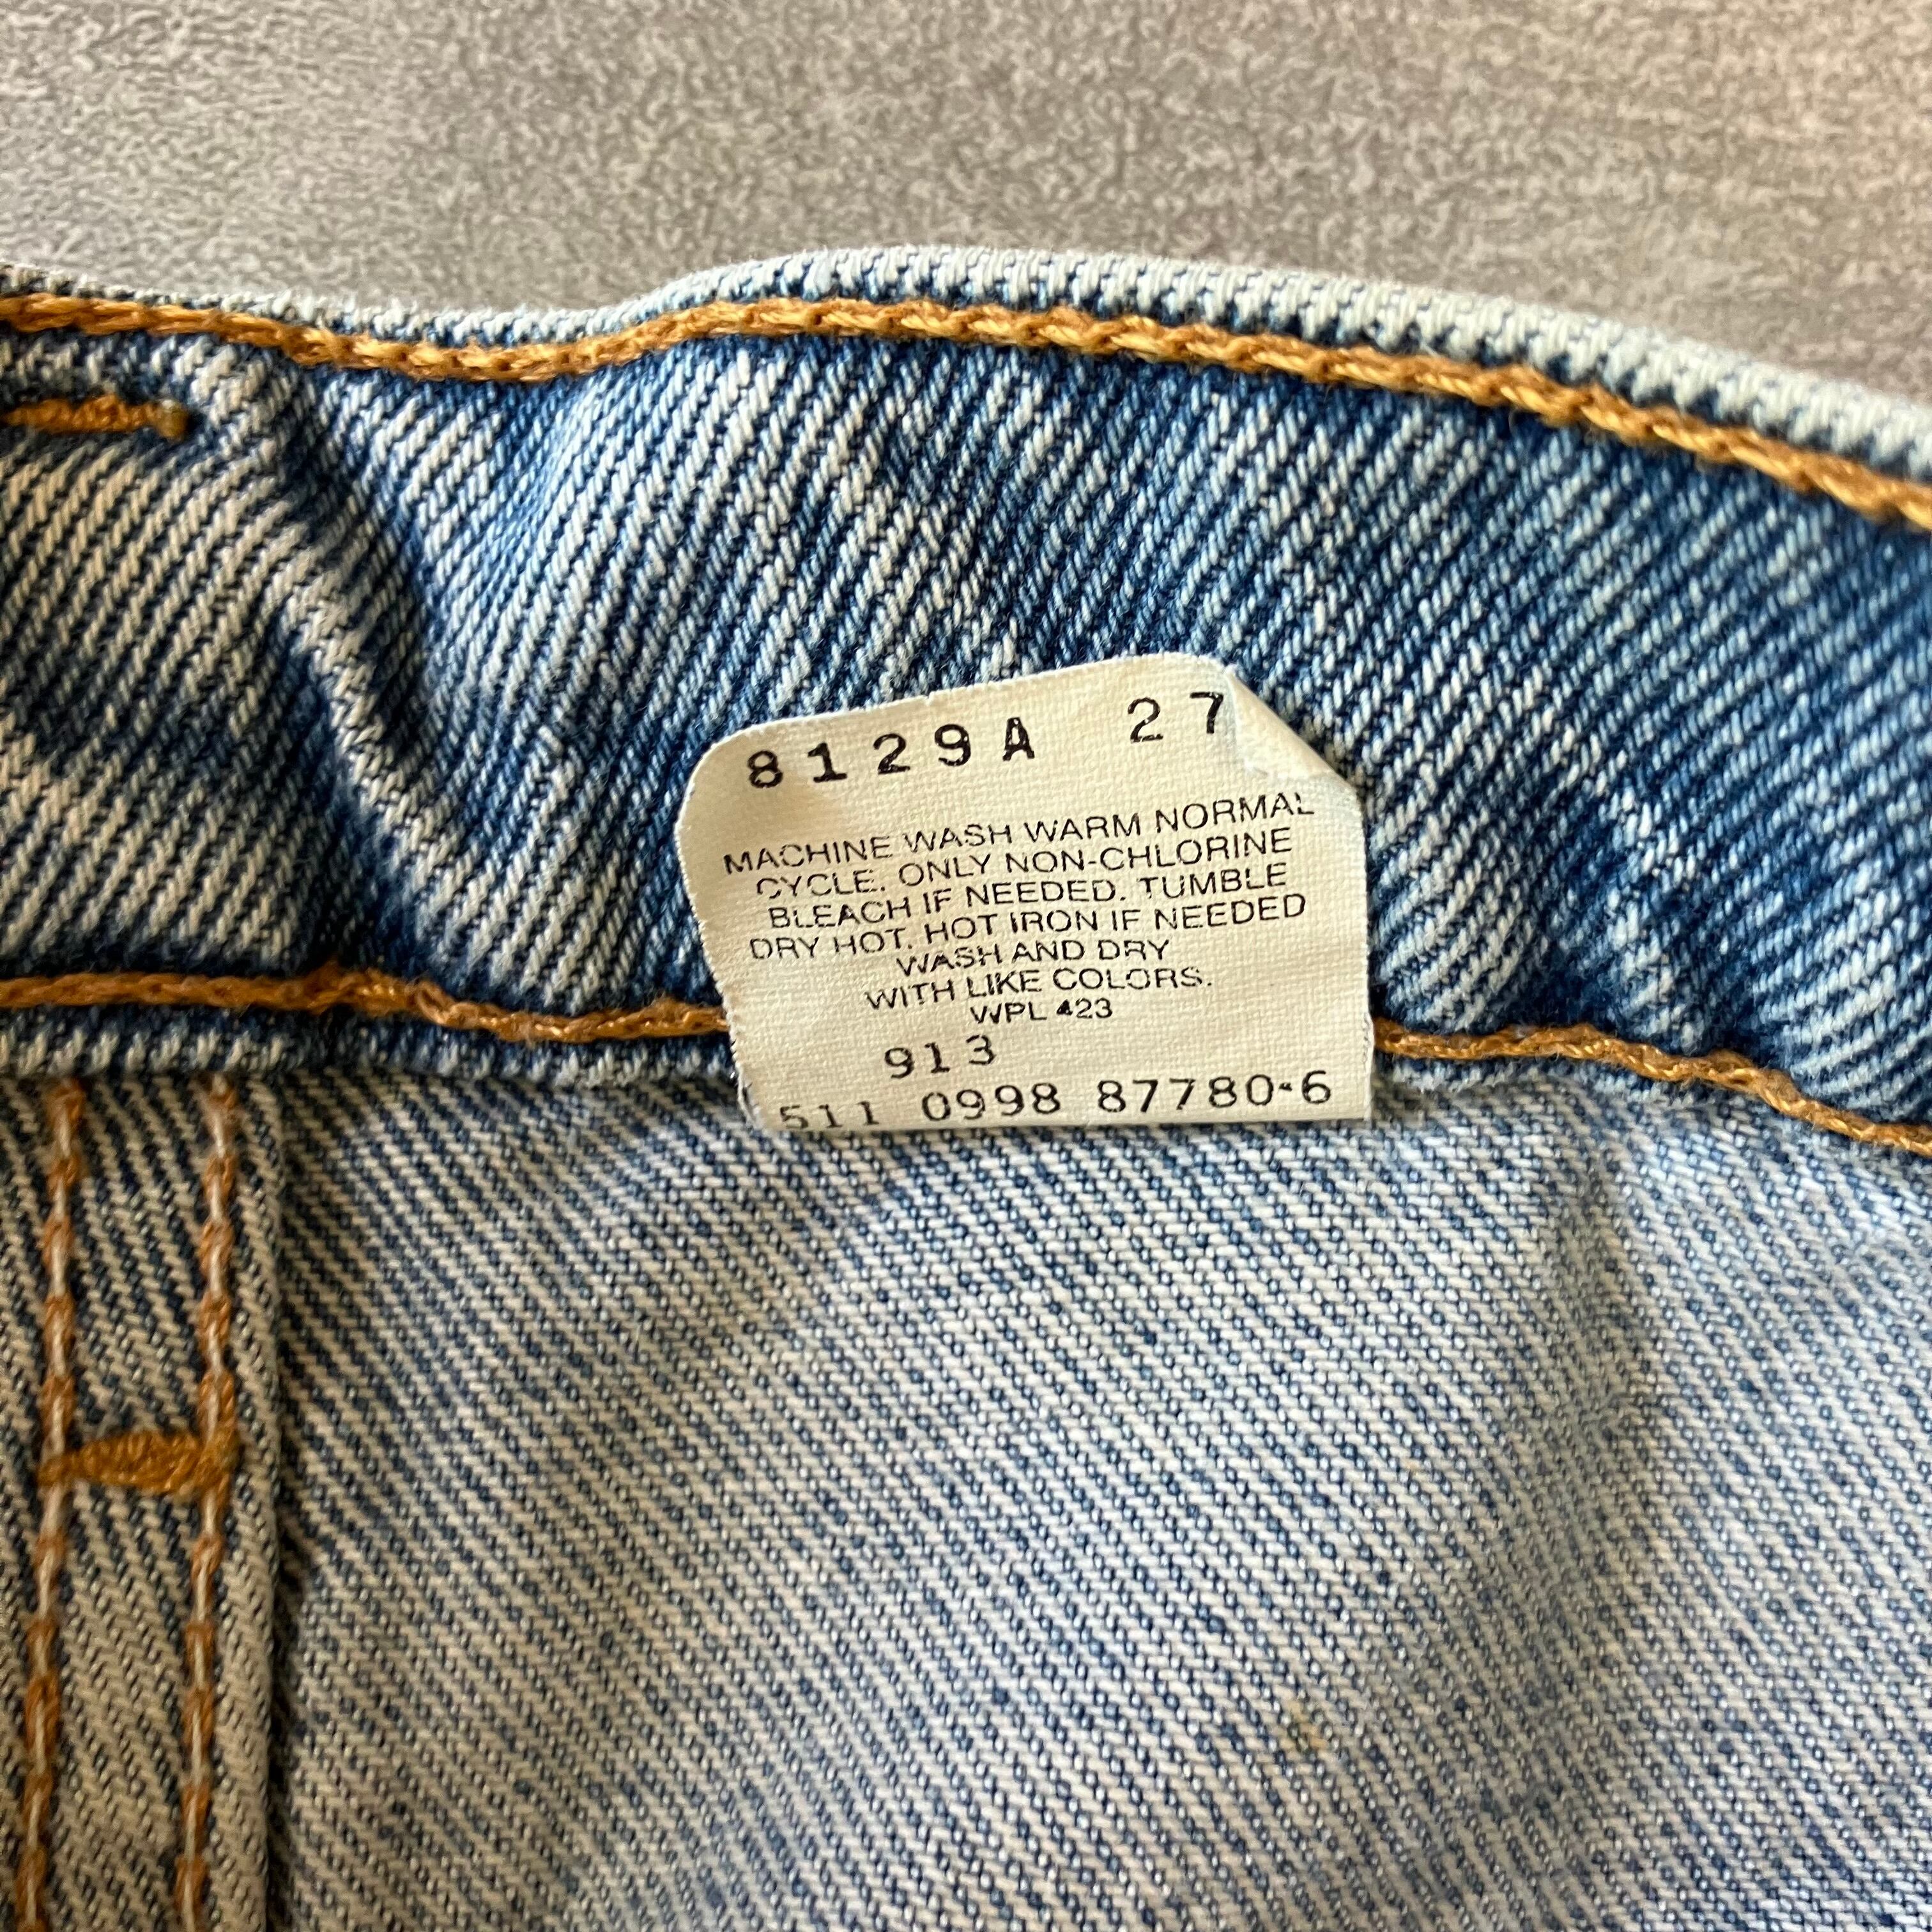 8129A 27
MACHINE WASH WARM NORMAL
CYCLE. ONLY NON-CHLORINE
BLEACH IF NEEDED. TUMBLE
DRY HOT. HOT IRON IF NEEDED
WASH AND DRY
WITH LIKE COLORS.
WPL 423
913
511 0998 87780-6